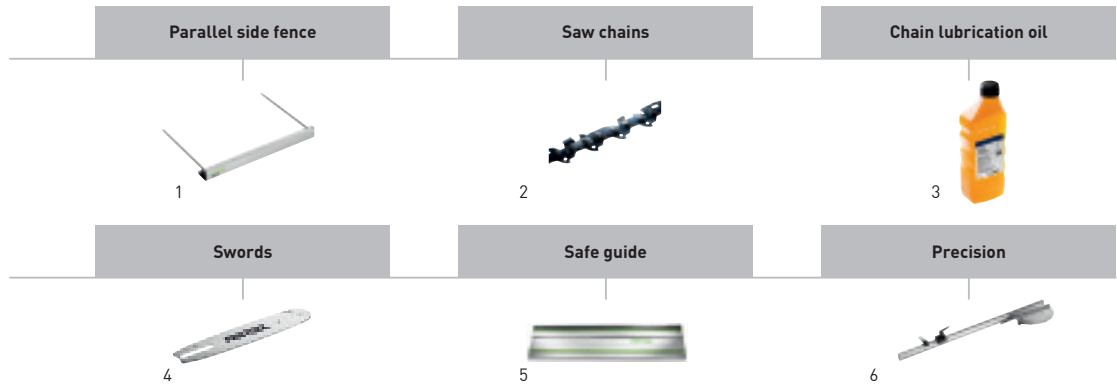 Parallel side fence
Saw chains
Chain lubrication oil
1
2
3
Swords
Safe guide
Precision
4
5
6